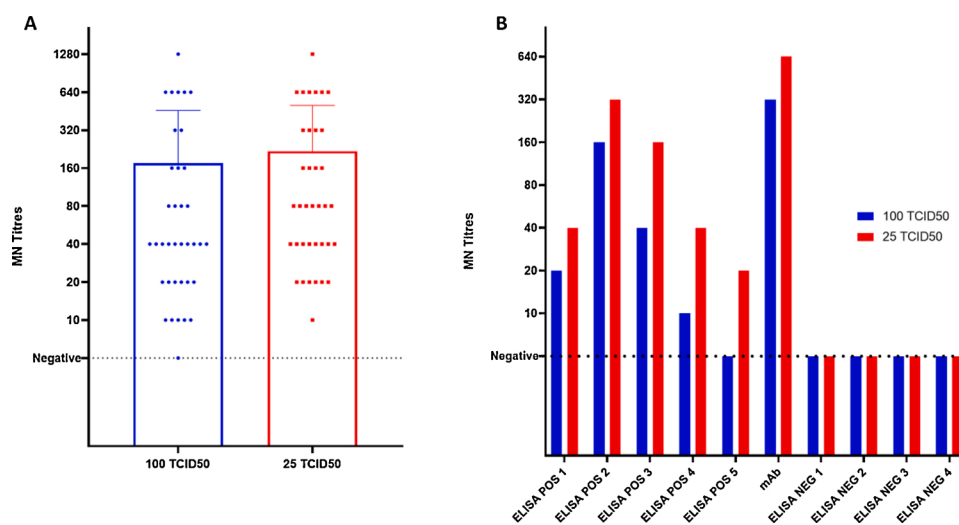 A
MN Titres
1280
640
320
160
80
40
20
10
Negative
100 TCID50
25 TCID50
B
MN Titres
640
320
160
80
40
20
10
Negative
100 TCID50
25 TCID50
ELISA POS 1
ELISA POS 2
ELISA POS 3
ELISA POS 4
ELISA POS 5
mAb
ELISA NEG 1
ELISA NEG 2
ELISA NEG 3
ELISA NEG 4